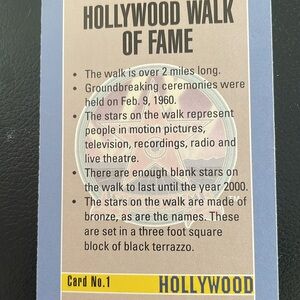 HOLLYWOOD WALK
OF FAME
• The walk is over 2 miles long.
• Groundbreaking ceremonies were
held on Feb. 9, 1960.
• The stars on the walk represent
people in motion pictures,
television, recordings, radio and
live theatre.
• There are enough blank stars on
the walk to last until the year 2000.
• The stars on the walk are made of
bronze, as are the names. These
are set in a three foot square
block of black terrazzo.
Card No.1 HOLLYWOOD